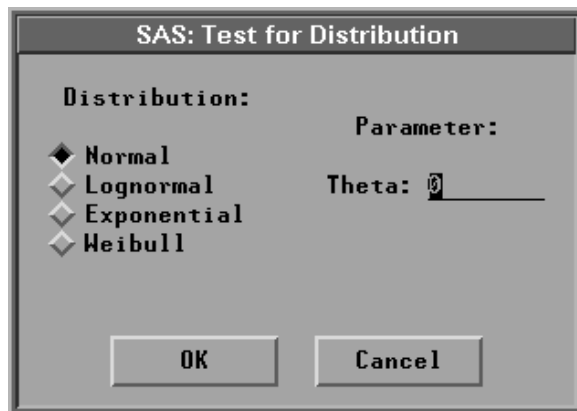 SAS: Test for Distribution
Distribution:
Parameter:
Normal
Lognormal
Theta: 0
Exponential
Weibull
OK
Cancel